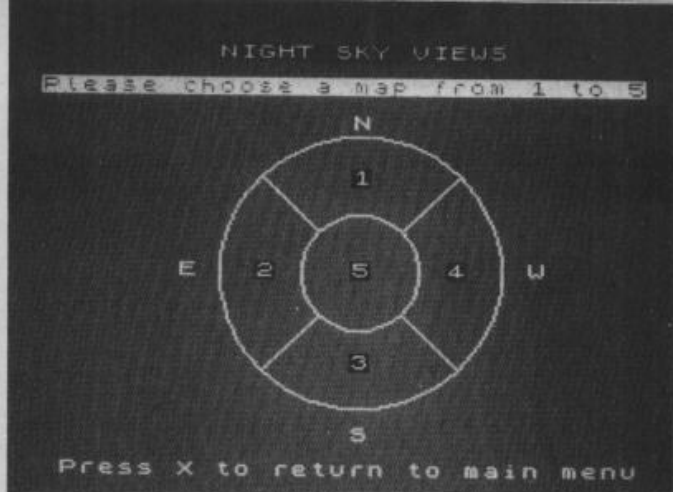 NIGHT SKY VIEWS
Please choose a map from 1 to 5
N
1
E 2 5 4 W
3
S
Press X to return to main menu